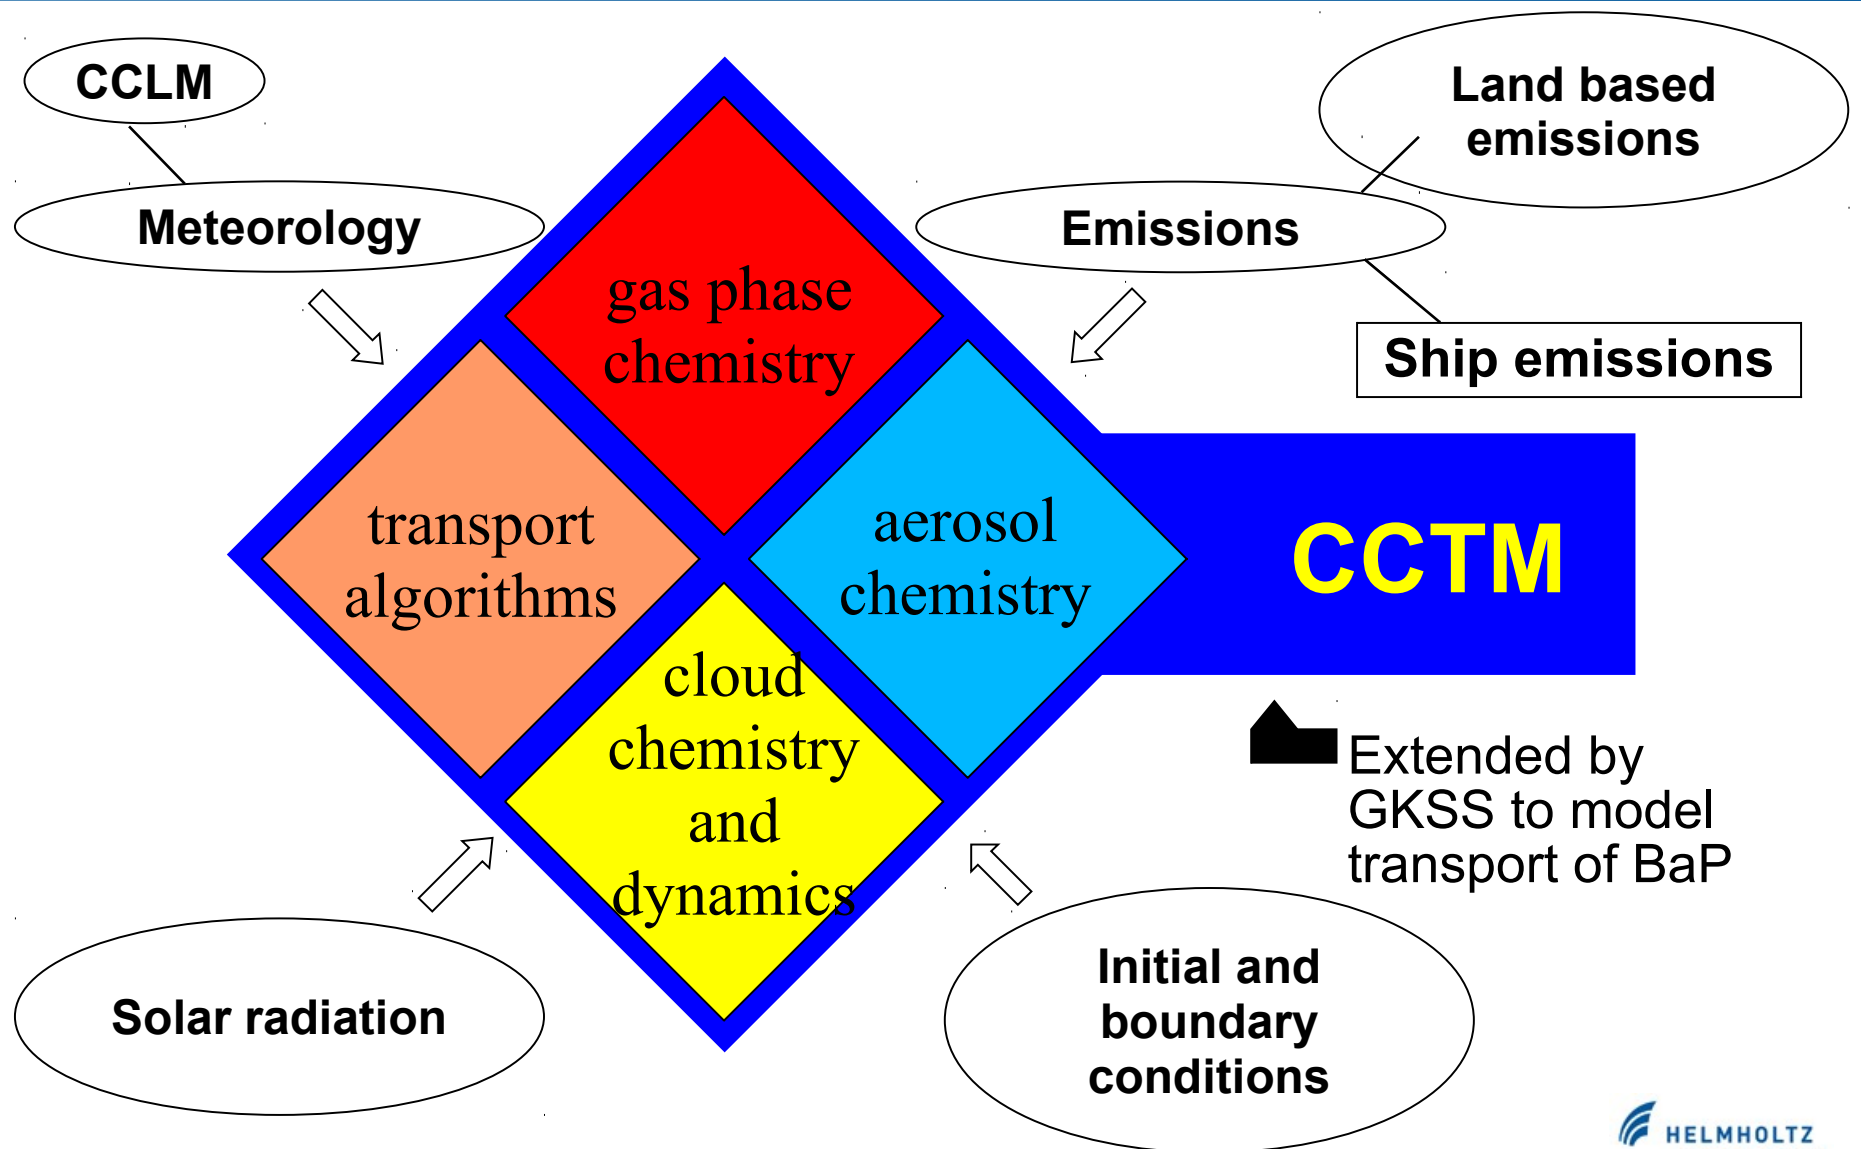 CCLM
Meteorology
Land based
emissions
Emissions
Ship emissions
gas phase
chemistry
transport
algorithms
aerosol
chemistry
cloud
chemistry
and
dynamics
CCTM
Extended by
GKSS to model
transport of BaP
Solar radiation
Initial and
boundary
conditions
HELMHOLTZ